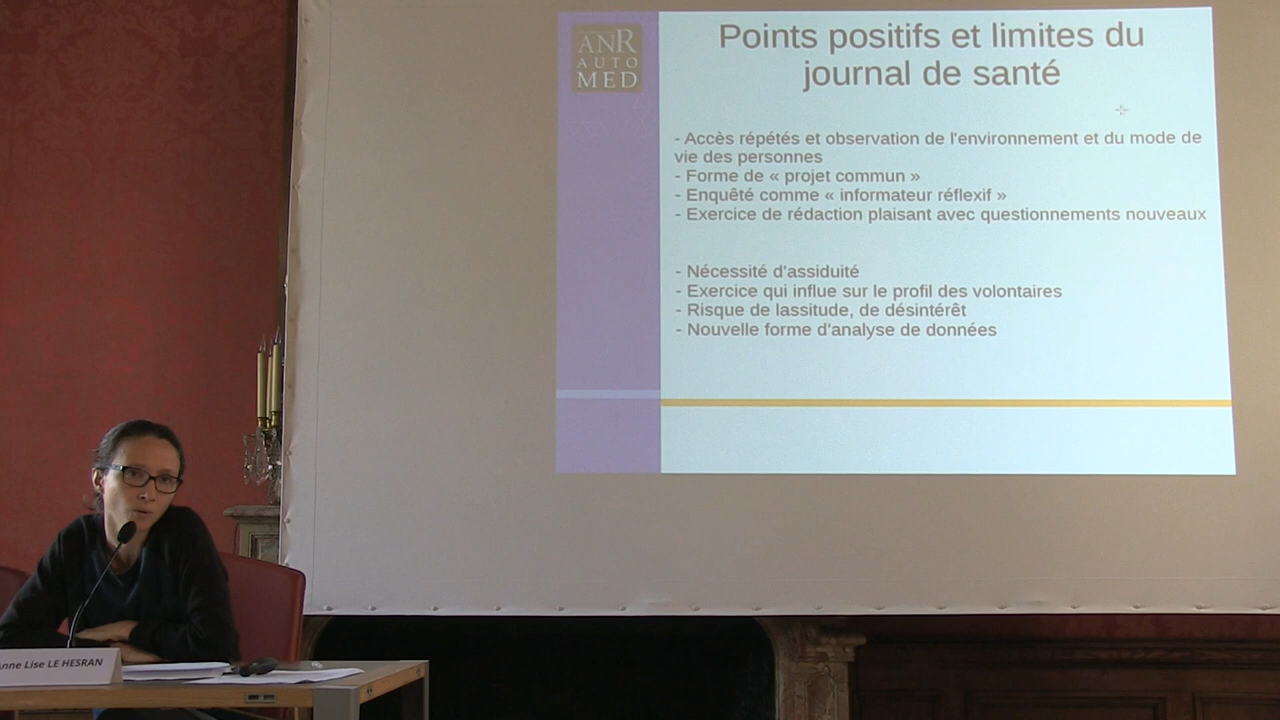 ANR
AUTO
MED
Points positifs et limites du
journal de santé
- Accès répétés et observation de l'environnement et du mode de
vie des personnes
- Forme de « projet commun »
- Enquêté comme « informateur réflexif »
- Exercice de rédaction plaisant avec questionnements nouveaux
- Nécessité d'assiduité
- Exercice qui influe sur le profil des volontaires
- Risque de lassitude, de désintérêt
- Nouvelle forme d'analyse de données
Anne Lise LE HESRAN